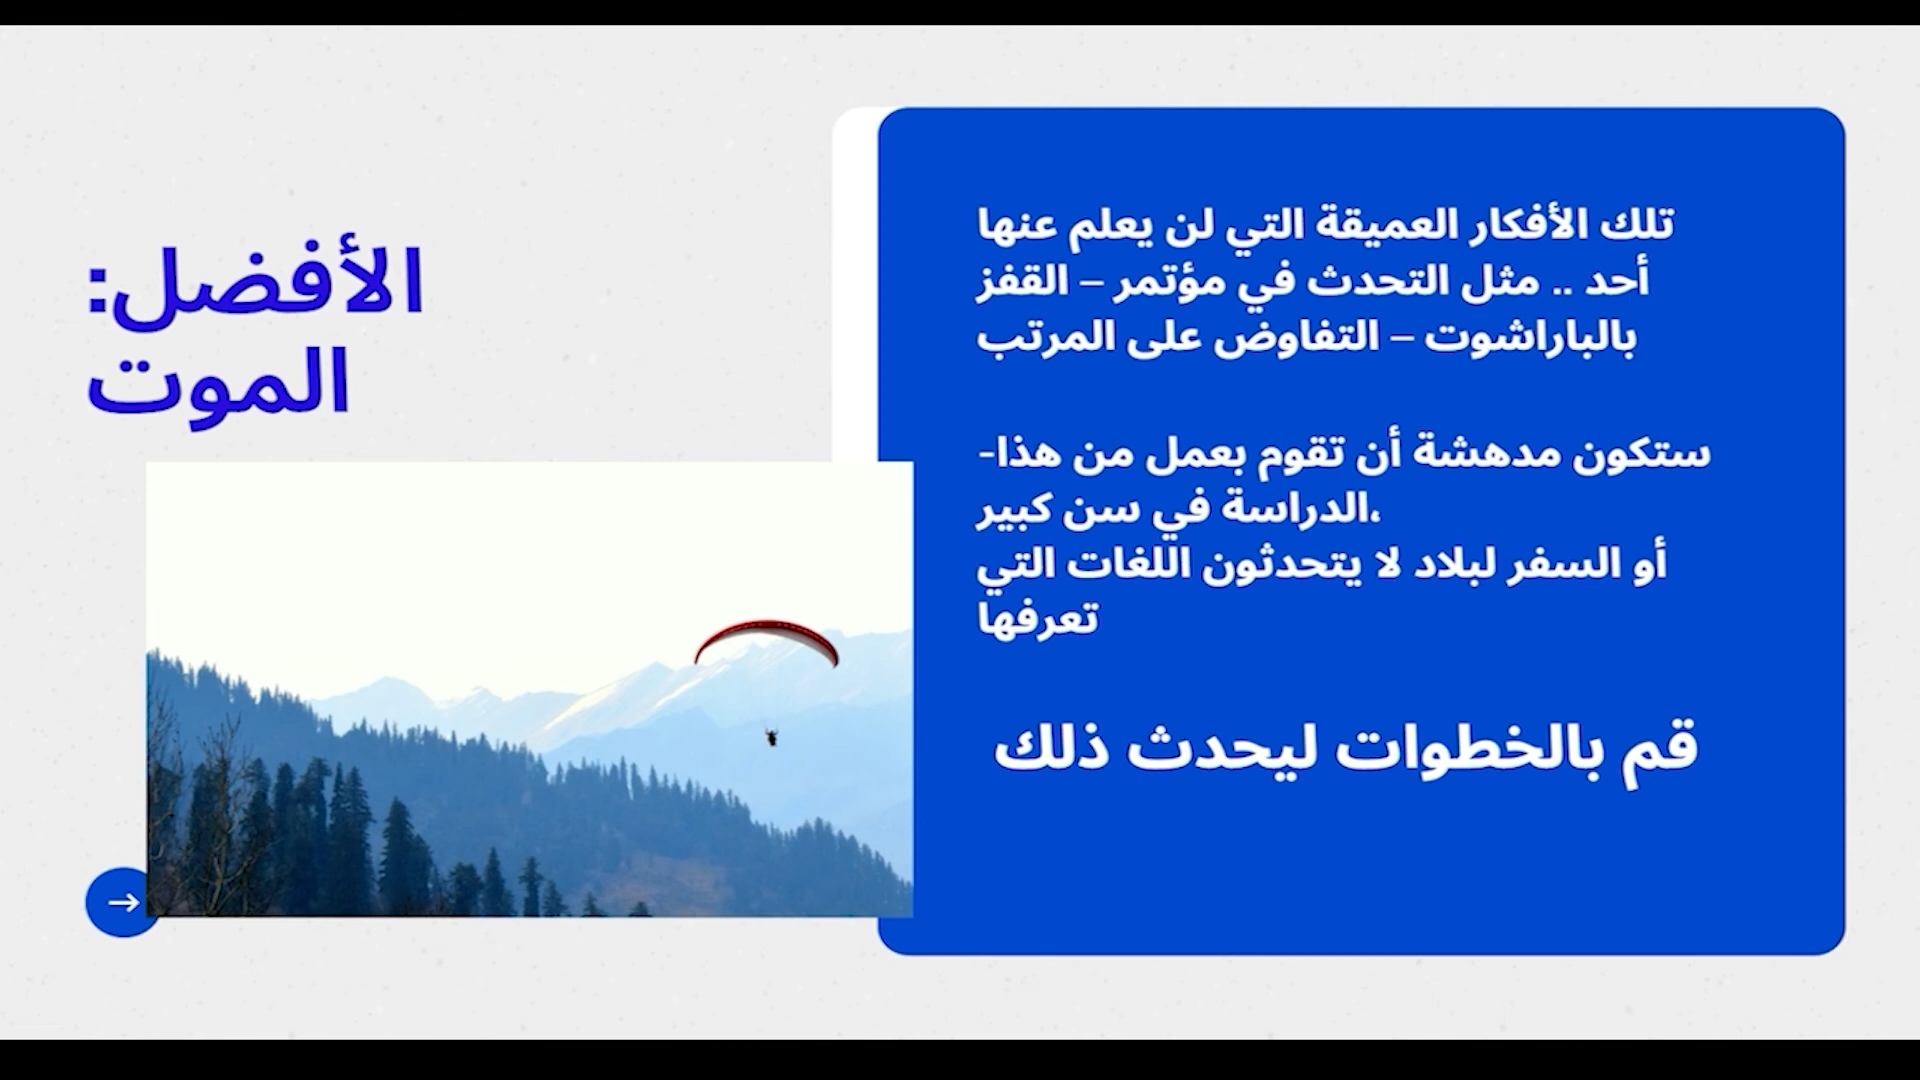 الأفضل:
الموت
تلك الأفكار العميقة التي لن يعلم عنها
أحد .. مثل التحدث في مؤتمر – القفز
بالباراشوت – التفاوض على المرتب
ستكون مدهشة أن تقوم بعمل من هذا-
الدراسة في سن كبير،
أو السفر لبلاد لا يتحدثون اللغات التي
تعرفها
قم بالخطوات ليحدث ذلك